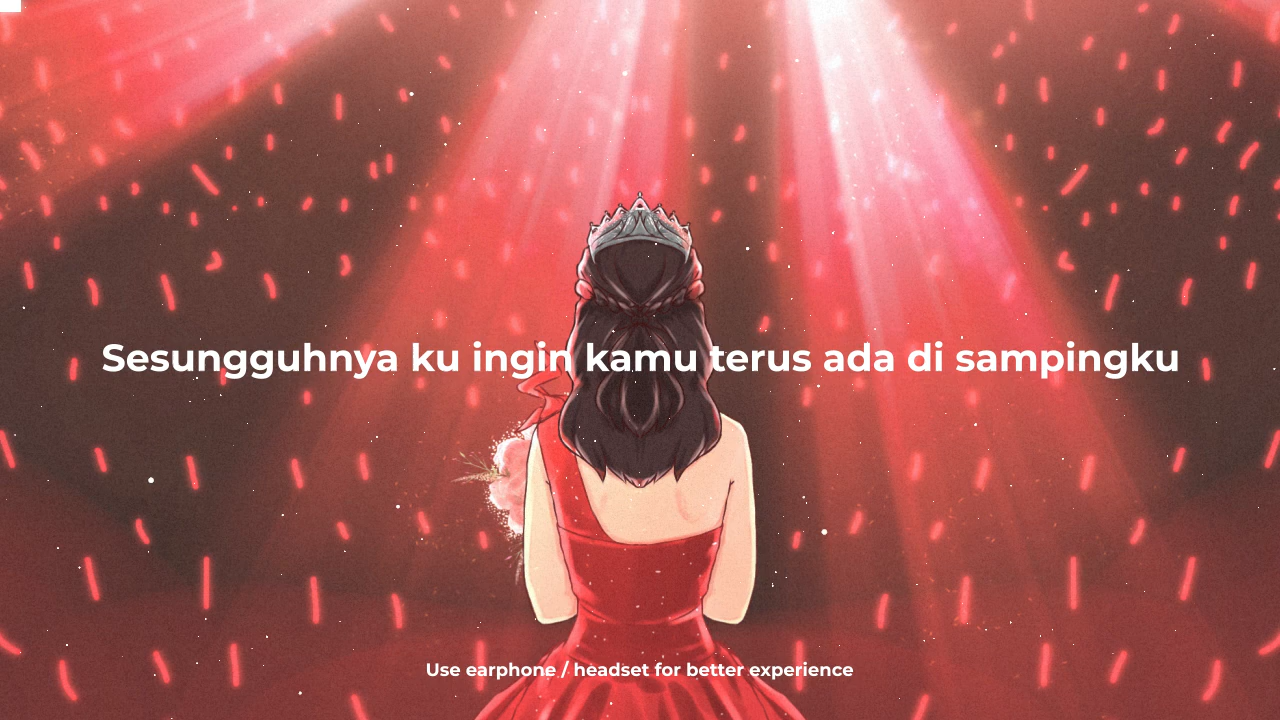 Sesungguhnya ku ingin kamu terus ada di sampingku
Use earphone / headset for better experience